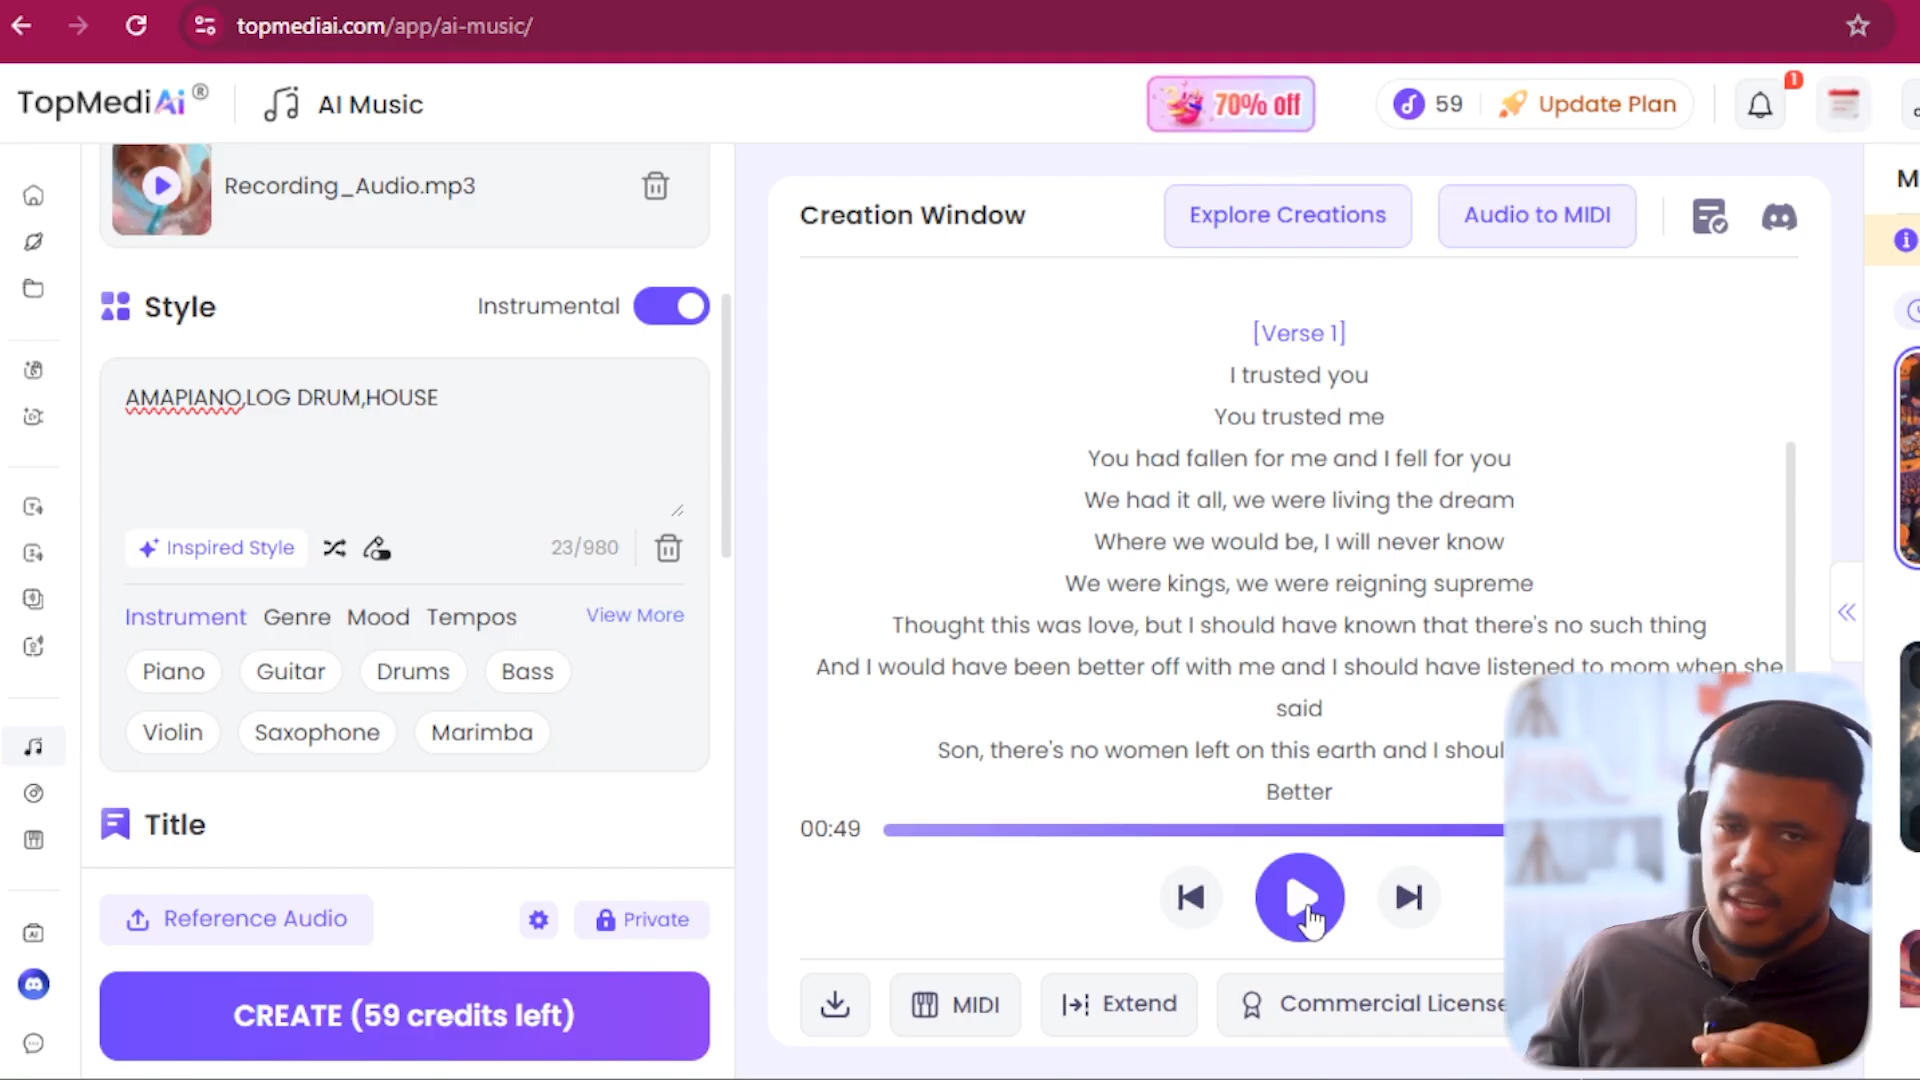 topmediai.com/app/ai-music/
TopMediAi®
AI Music
70% off
59
Update Plan
1
Recording_Audio.mp3
Style
Instrumental
AMAPIANO,LOG DRUM,HOUSE
Inspired Style
23/980
Instrument
Genre
Mood
Tempos
View More
Piano
Guitar
Drums
Bass
Violin
Saxophone
Marimba
Title
Reference Audio
Private
CREATE (59 credits left)
Creation Window
Explore Creations
Audio to MIDI
[Verse 1]
I trusted you
You trusted me
You had fallen for me and I fell for you
We had it all, we were living the dream
Where we would be, I will never know
We were kings, we were reigning supreme
Thought this was love, but I should have known that there's no such thing
And I would have been better off with me and I should have listened to mom when she
said
Son, there's no women left on this earth and I shoul
Better
00:49
MIDI
Extend
Commercial License
M